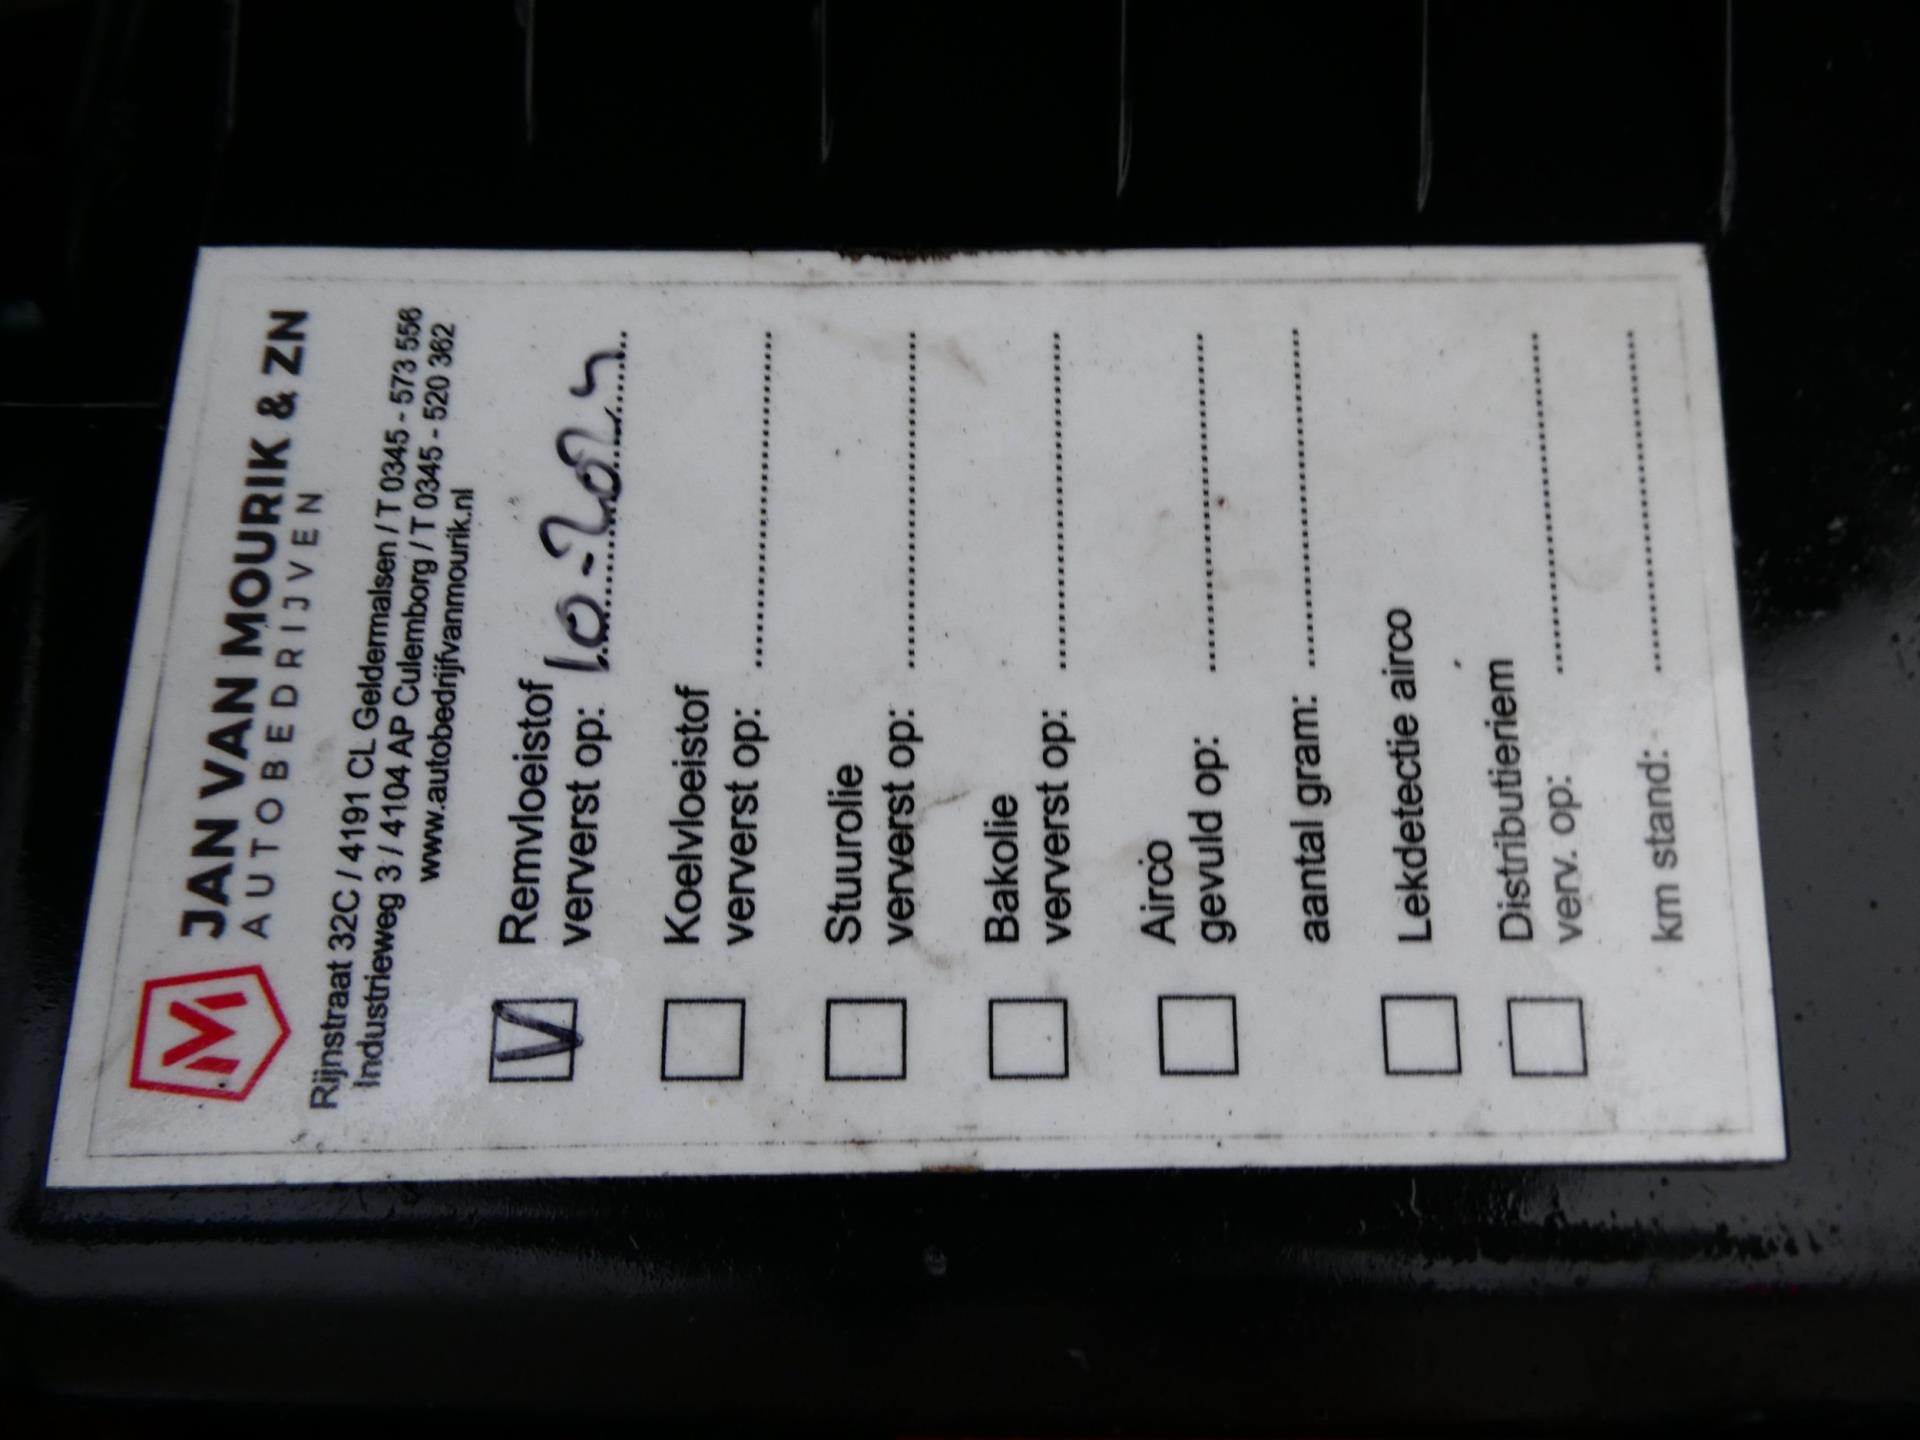 M
JAN VAN MOURIK & ZN
AUTOBEDRIJVEN
Rijnstraat 32C / 4191 CL Geldermalsen / T 0345 - 573 556
Industrieweg 3 / 4104 AP Culemborg / T 0345 - 520 362
www.autobedrijfvanmourik.nl
Remvloeistof
ververst op: 10-2024
Koelvloeistof
ververst op:
Stuurolie
ververst op:
Bakolie
ververst op:
Airco
gevuld op:
aantal gram:
Lekdetectie airco
Distributieriem
verv. op:
km stand: